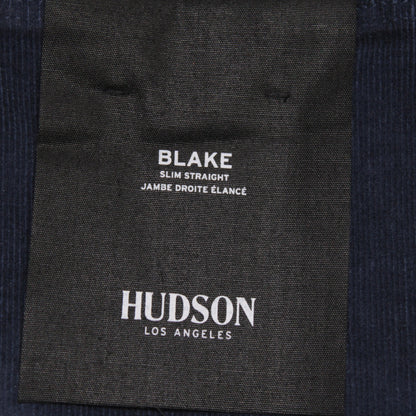 BLAKE
SLIM STRAIGHT
JAMBE DROITE ÉLANCÉ
HUDSON
LOS ANGELES